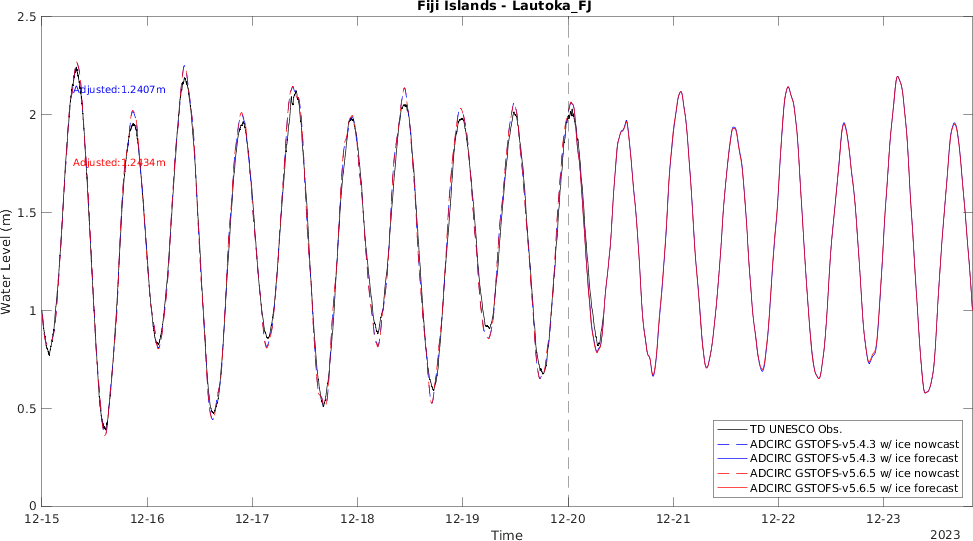 Fiji Islands - Lautoka_FJ
2.5
2
1.5
1
0.5
0
Water Level (m)
Adjusted:1.2407m
Adjusted:1.2434m
TD UNESCO Obs.
ADCIRC GSTOFS-v5.4.3 w/ ice nowcast
ADCIRC GSTOFS-v5.4.3 w/ ice forecast
ADCIRC GSTOFS-v5.6.5 w/ ice nowcast
ADCIRC GSTOFS-v5.6.5 w/ ice forecast
12-15 12-16 12-17 12-18 12-19 12-20 12-21 12-22 12-23
Time
2023